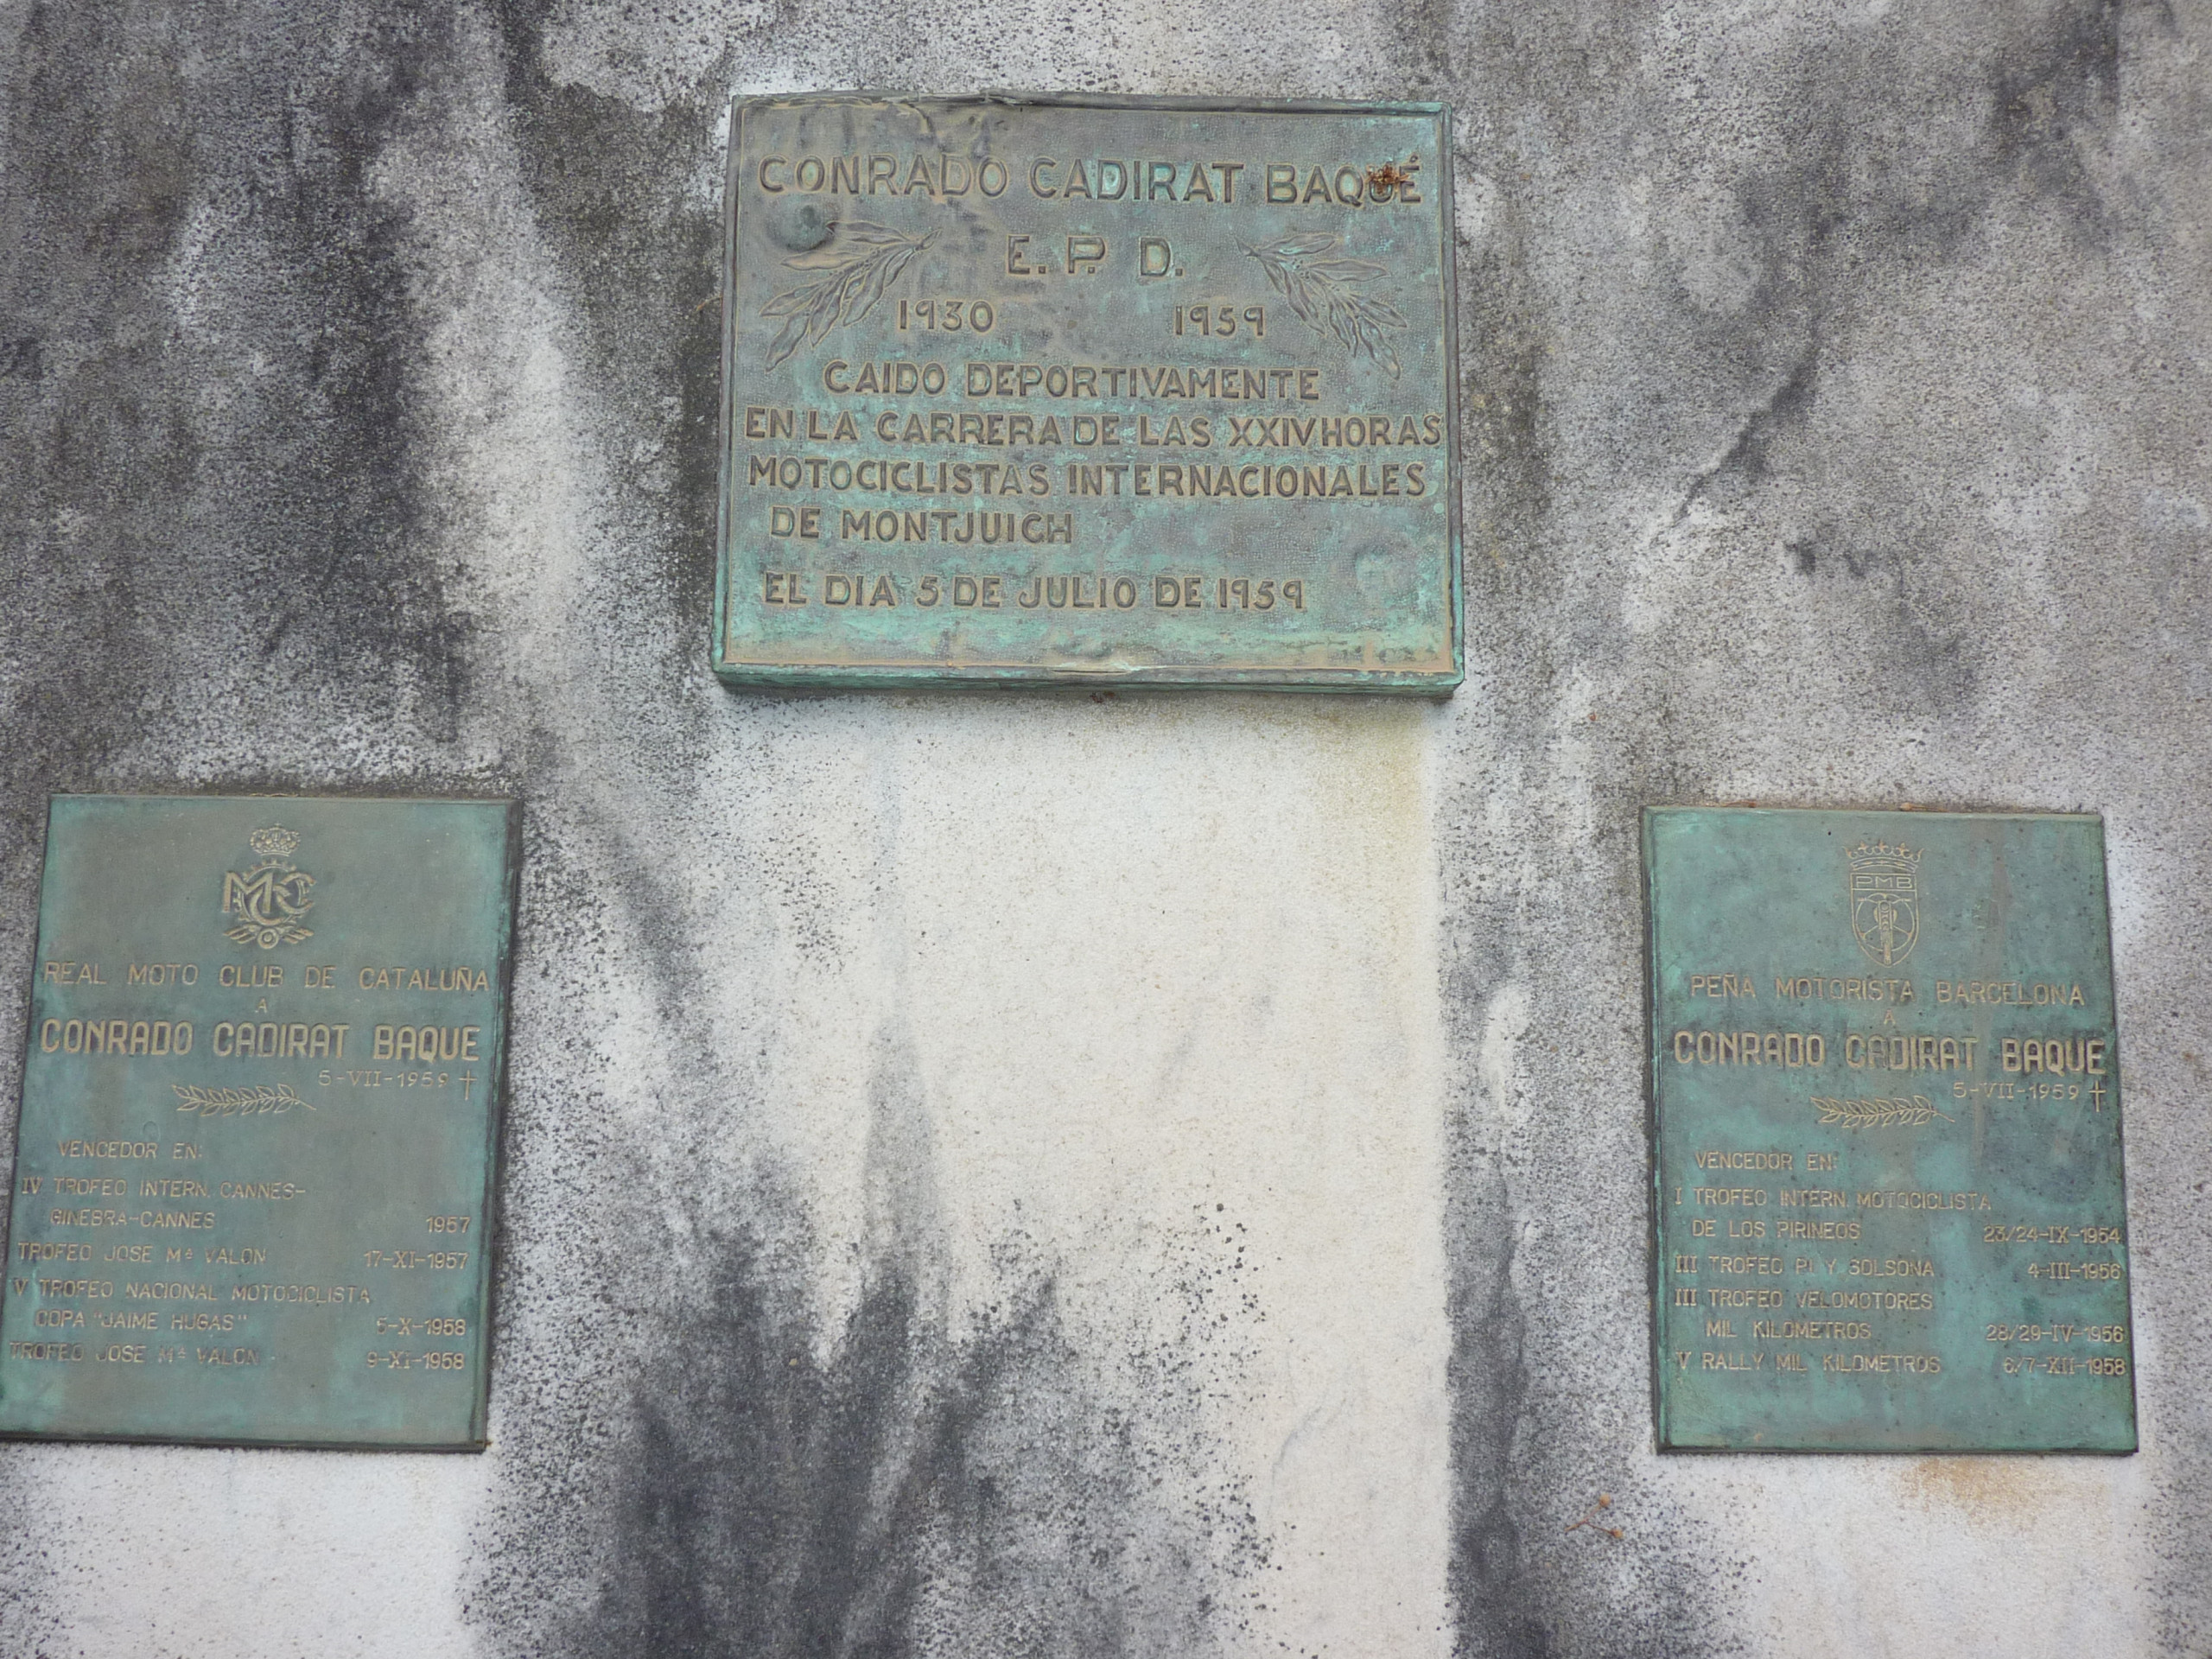 CONRADO CADIRAT BAQUÉ
E. P. D.
1930 1959
CAIDO DEPORTIVAMENTE
EN LA CARRERA DE LAS XXIV HORAS
MOTOCICLISTAS INTERNACIONALES
DE MONTJUICH
EL DIA 5 DE JULIO DE 1959
MCC
REAL MOTO CLUB DE CATALUÑA
A
CONRADO CADIRAT BAQUE
5-VII-1959 †
VENCEDOR EN:
IV TROFEO INTERN. CANNES-
GINEBRA-CANNES 1957
TROFEO JOSE Mª VALON 17-XI-1957
V TROFEO NACIONAL MOTOCICLISTA
COPA "JAIME HUGAS" 5-X-1958
TROFEO JOSE Mª VALON 9-XI-1958
PMB
PEÑA MOTORISTA BARCELONA
A
CONRADO CADIRAT BAQUE
5-VII-1959 †
VENCEDOR EN:
I TROFEO INTERN. MOTOCICLISTA
DE LOS PIRINEOS 23/24-IX-1954
III TROFEO PI Y SOLSONA 4-III-1956
III TROFEO VELOMOTORES
MIL KILOMETROS 28/29-IV-1956
V RALLY MIL KILOMETROS 6/7-XII-1958